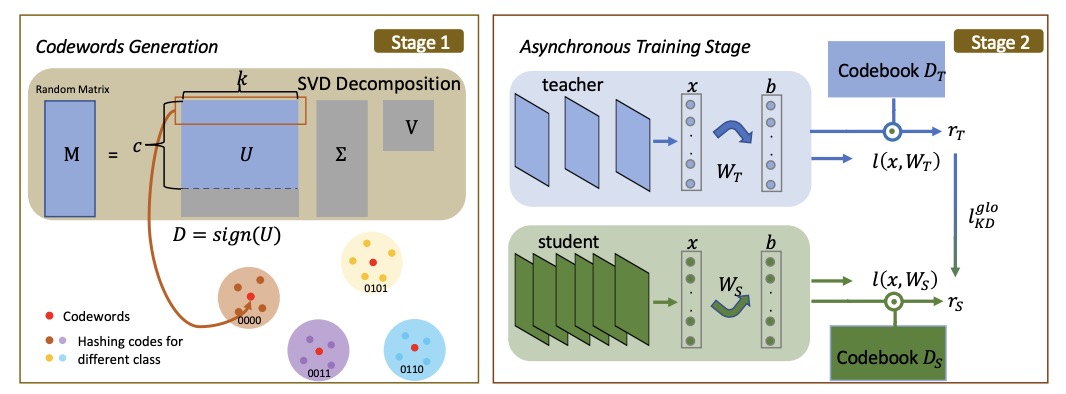 Codewords Generation
Stage 1
Random Matrix
k
SVD Decomposition
M
=
c
U
Σ
V
D = sign(U)
0101
0000
0011
0110
Codewords
Hashing codes for
different class
Asynchronous Training Stage
Stage 2
teacher
x
b
W_T
Codebook D_T
r_T
l(x, W_T)
l_{KD}^{glo}
student
x
b
W_S
l(x, W_S)
r_S
Codebook D_S